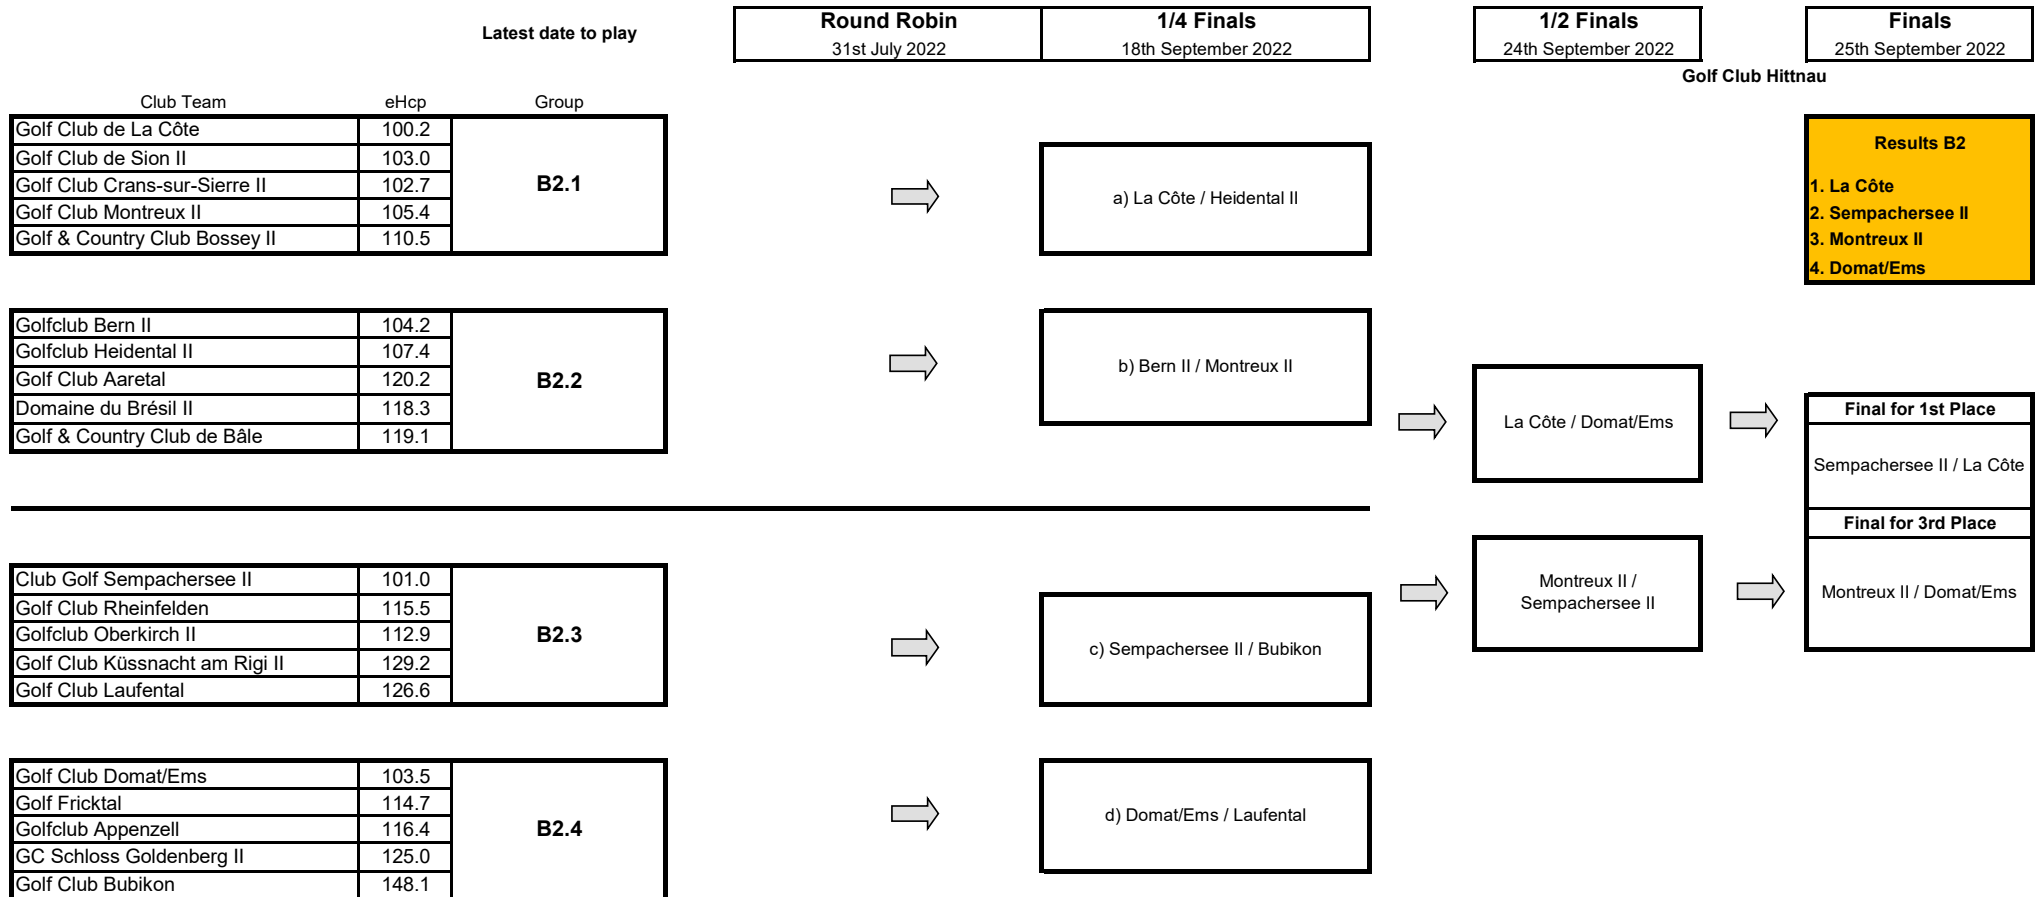 Latest date to play
Round Robin
31st July 2022
1/4 Finals
18th September 2022
1/2 Finals
24th September 2022
Finals
25th September 2022
Golf Club Hittnau
Club Team eHcp Group
Golf Club de La Côte 100.2
Golf Club de Sion II 103.0
Golf Club Crans-sur-Sierre II 102.7
Golf Club Montreux II 105.4
Golf & Country Club Bossey II 110.5
B2.1
a) La Côte / Heidental II
Results B2
1. La Côte
2. Sempachersee II
3. Montreux II
4. Domat/Ems
Golfclub Bern II 104.2
Golfclub Heidental II 107.4
Golf Club Aaretal 120.2
Domaine du Brésil II 118.3
Golf & Country Club de Bâle 119.1
B2.2
b) Bern II / Montreux II
La Côte / Domat/Ems
Final for 1st Place
Sempachersee II / La Côte
Final for 3rd Place
Montreux II / Domat/Ems
Montreux II /
Sempachersee II
Club Golf Sempachersee II 101.0
Golf Club Rheinfelden 115.5
Golfclub Oberkirch II 112.9
Golf Club Küssnacht am Rigi II 129.2
Golf Club Laufental 126.6
B2.3
c) Sempachersee II / Bubikon
Golf Club Domat/Ems 103.5
Golf Fricktal 114.7
Golfclub Appenzell 116.4
GC Schloss Goldenberg II 125.0
Golf Club Bubikon 148.1
B2.4
d) Domat/Ems / Laufental